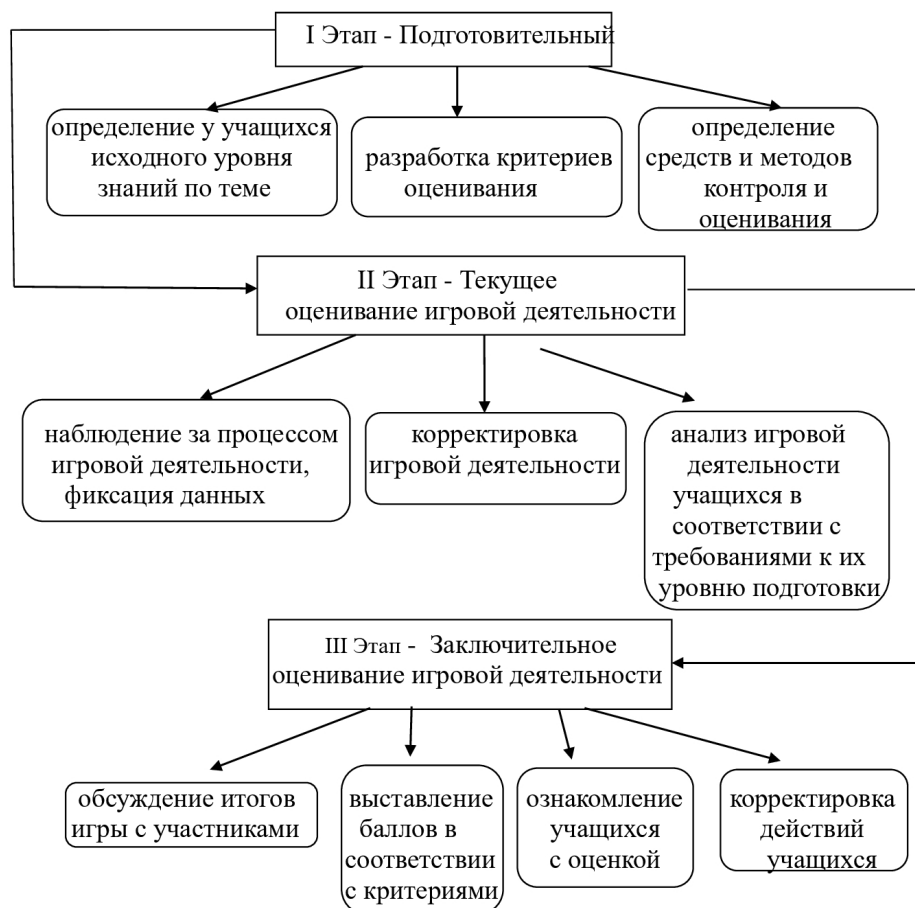 I Этап - Подготовительный
определение у учащихся
исходного уровня
знаний по теме
разработка критериев
оценивания
определение
средств и методов
контроля и
оценивания
II Этап - Текущее
оценивание игровой деятельности
наблюдение за процессом
игровой деятельности,
фиксация данных
корректировка
игровой деятельности
анализ игровой
деятельности
учащихся в
соответствии с
требованиями к их
уровню подготовки
III Этап - Заключительное
оценивание игровой деятельности
обсуждение итогов
игры с участниками
выставление
баллов в
соответствии
с критериями
ознакомление
учащихся
с оценкой
корректировка
действий
учащихся